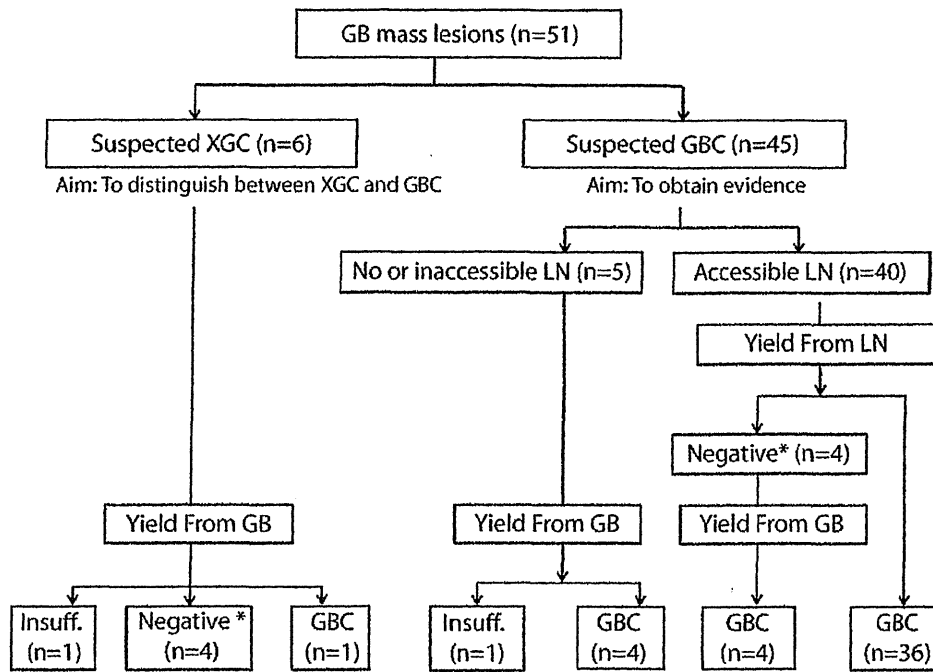 GB mass lesions (n=51)
Suspected XGC (n=6)
Suspected GBC (n=45)
Aim: To distinguish between XGC and GBC
Aim: To obtain evidence
No or inaccessible LN (n=5)
Accessible LN (n=40)
Yield From LN
Negative* (n=4)
Yield From GB
Yield From GB
Yield From GB
Insuff.
(n=1)
Negative *
(n=4)
GBC
(n=1)
Insuff.
(n=1)
GBC
(n=4)
GBC
(n=4)
GBC
(n=36)